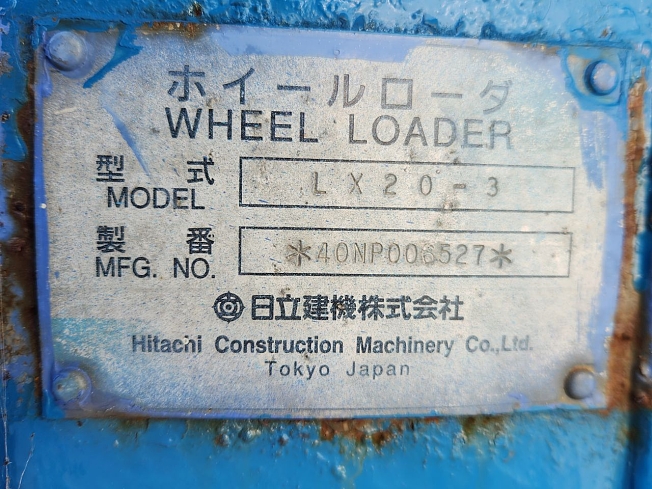 ホイールローダ
WHEEL LOADER
型式 LX20-3
MODEL
製番 *40NP006527*
MFG. NO.
日立建機株式会社
Hitachi Construction Machinery Co.,Ltd.
Tokyo Japan